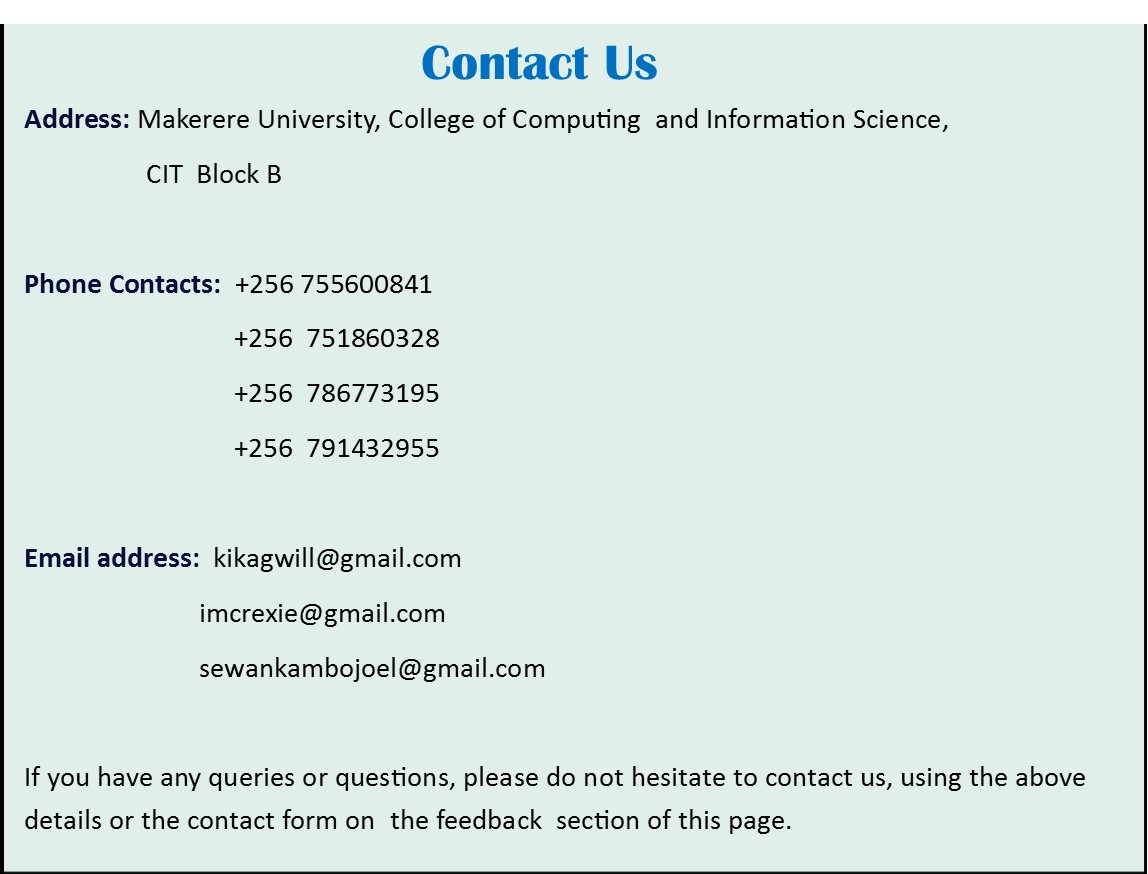 Contact Us
Address: Makerere University, College of Computing and Information Science,
CIT Block B
Phone Contacts: +256 755600841
+256 751860328
+256 786773195
+256 791432955
Email address: kikagwill@gmail.com
imcrexie@gmail.com
sewankambojoel@gmail.com
If you have any queries or questions, please do not hesitate to contact us, using the above
details or the contact form on the feedback section of this page.